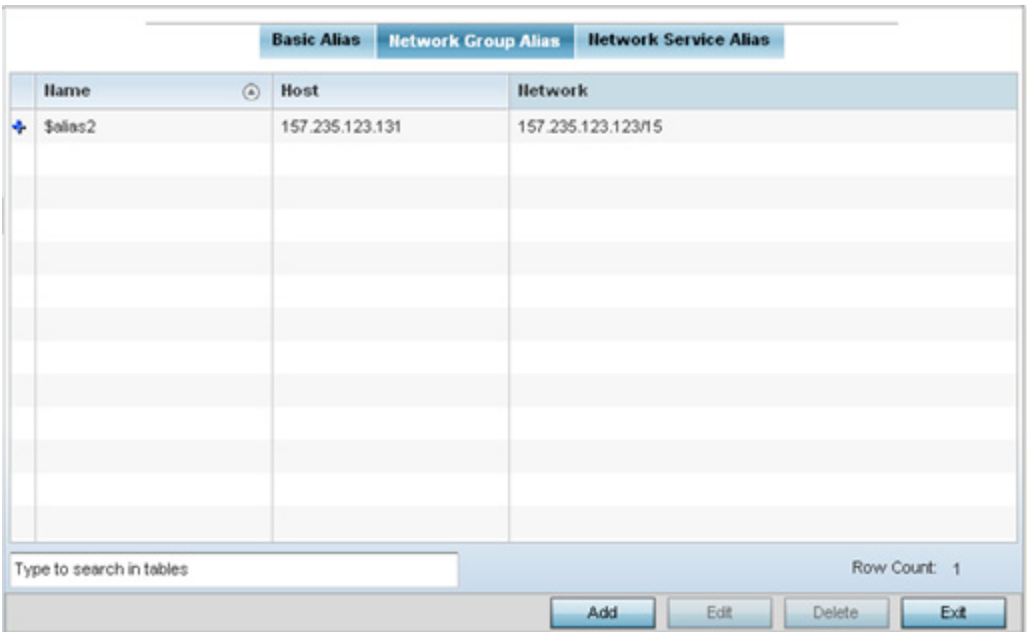 Basic Alias Network Group Alias Network Service Alias
Name Host Network
$alias2 157.235.123.131 157.235.123.123/15
Type to search in tables Row Count: 1
Add Edit Delete Exit